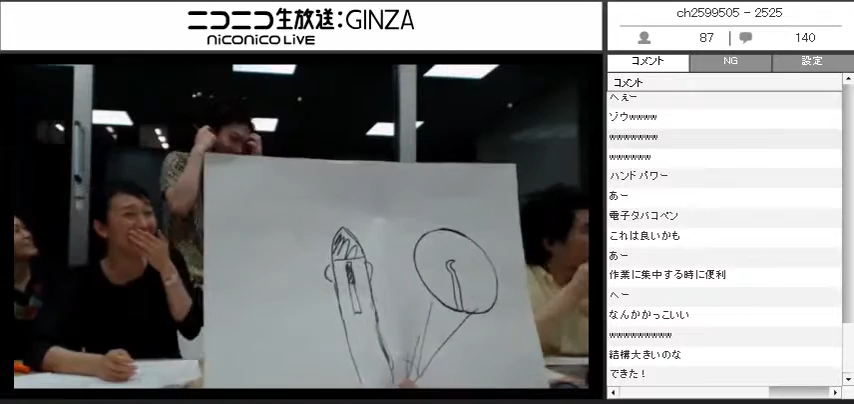 ニコニコ生放送:GINZA
niconico Live
ch2599505 - 2525
87 | 140
コメント NG 設定
コメント
へぇー
ゾウwwww
wwwwwww
wwwwww
ハンドパワー
あー
電子タバコペン
これは良いかも
あー
作業に集中する時に便利
へー
なんかかっこいい
wwwwwwwww
結構大きいのな
できた!